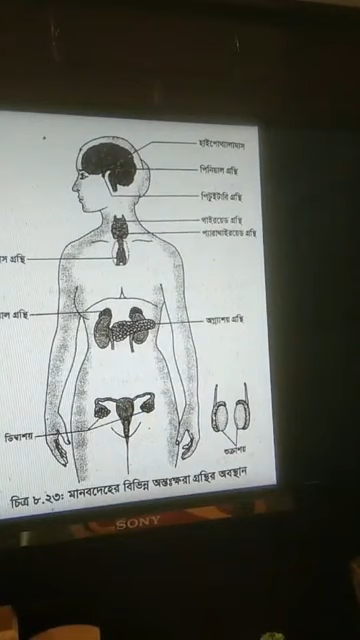 হাইপোথ্যালামাস
পিনিয়াল গ্রন্থি
পিটুইটারি গ্রন্থি
থাইরয়েড গ্রন্থি
প্যারাথাইরয়েড গ্রন্থি
স গ্রন্থি
ল গ্রন্থি
অগ্ন্যাশয় গ্রন্থি
ডিম্বাশয়
শুক্রাশয়
চিত্র ৮.২৩: মানবদেহের বিভিন্ন অন্তঃক্ষরা গ্রন্থির অবস্থান
SONY